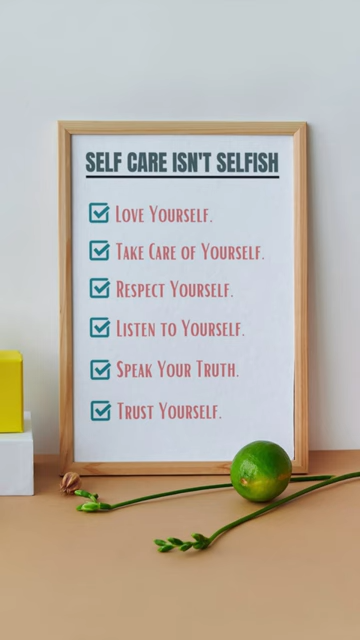 SELF CARE ISN'T SELFISH
Love Yourself.
Take Care of Yourself.
Respect Yourself.
Listen to Yourself.
Speak Your Truth.
Trust Yourself.